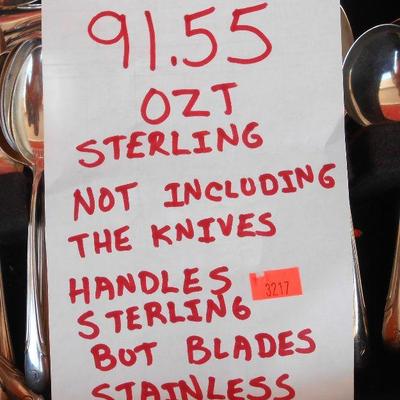 91.55
OZT
STERLING
NOT INCLUDING
THE KNIVES
HANDLES
3217
STERLING
BUT BLADES
STAINLESS